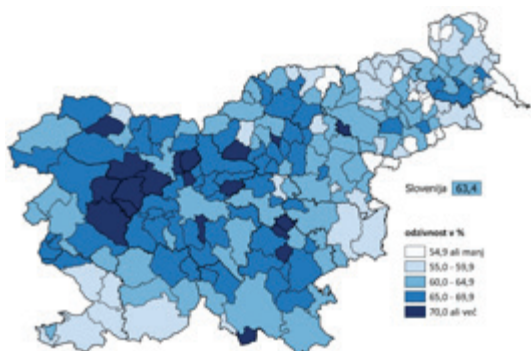 Slovenija 63,4
odzivnost v %
54,9 ali manj
55,0 - 59,9
60,0 - 64,9
65,0 - 69,9
70,0 ali več